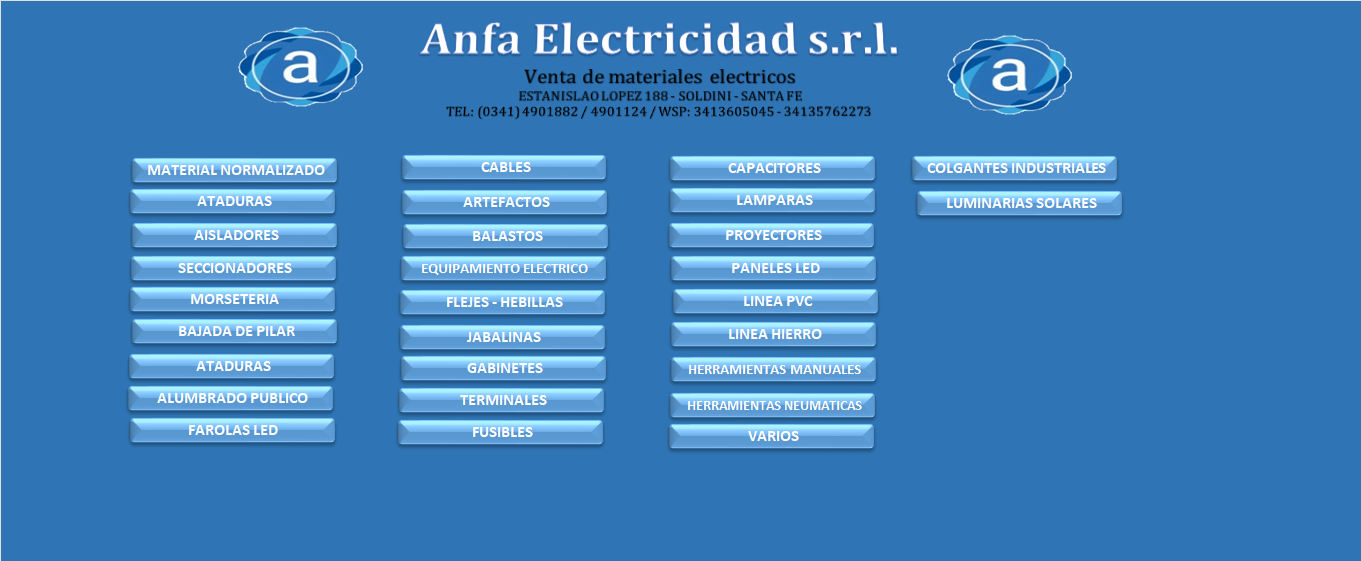 a
Anfa Electricidad s.r.l.
Venta de materiales electricos
ESTANISLAO LOPEZ 188 - SOLDINI - SANTA FE
TEL: (0341) 4901882 / 4901124 / WSP: 3413605045 - 34135762273
a
MATERIAL NORMALIZADO
ATADURAS
AISLADORES
SECCIONADORES
MORSETERIA
BAJADA DE PILAR
ATADURAS
ALUMBRADO PUBLICO
FAROLAS LED
CABLES
ARTEFACTOS
BALASTOS
EQUIPAMIENTO ELECTRICO
FLEJES - HEBILLAS
JABALINAS
GABINETES
TERMINALES
FUSIBLES
CAPACITORES
LAMPARAS
PROYECTORES
PANELES LED
LINEA PVC
LINEA HIERRO
HERRAMIENTAS MANUALES
HERRAMIENTAS NEUMATICAS
VARIOS
COLGANTES INDUSTRIALES
LUMINARIAS SOLARES